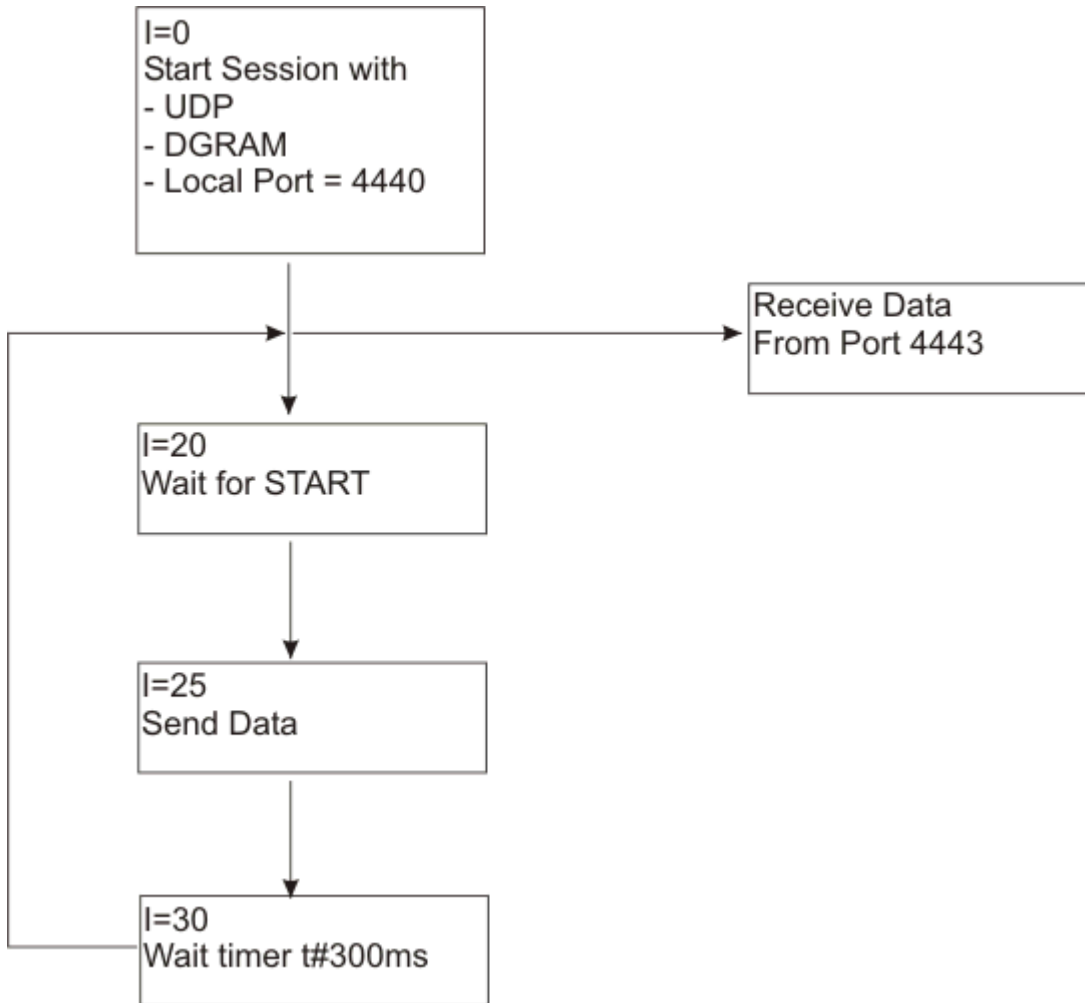 I=0
Start Session with
- UDP
- DGRAM
- Local Port = 4440
Receive Data
From Port 4443
I=20
Wait for START
I=25
Send Data
I=30
Wait timer t#300ms